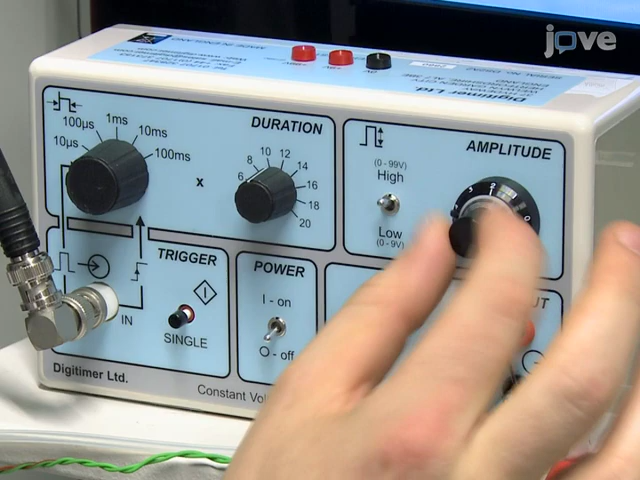 jove
Digitimer Ltd.
DURATION
10µs
100µs
1ms
10ms
100ms
x
6
8
10
12
14
16
18
20
AMPLITUDE
(0 - 99V)
High
Low
(0 - 9V)
TRIGGER
IN
SINGLE
POWER
I - on
O - off
UT
Digitimer Ltd.
Constant Vol